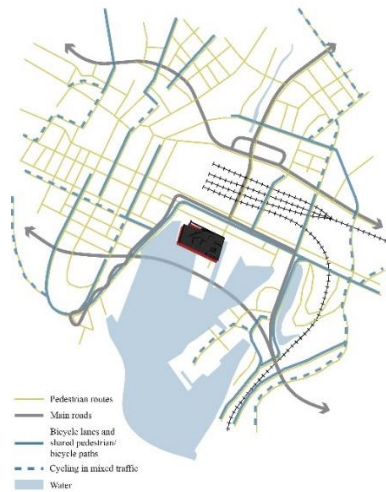 Pedestrian routes
Main roads
Bicycle lanes and
shared pedestrian/
bicycle paths
Cycling in mixed traffic
Water